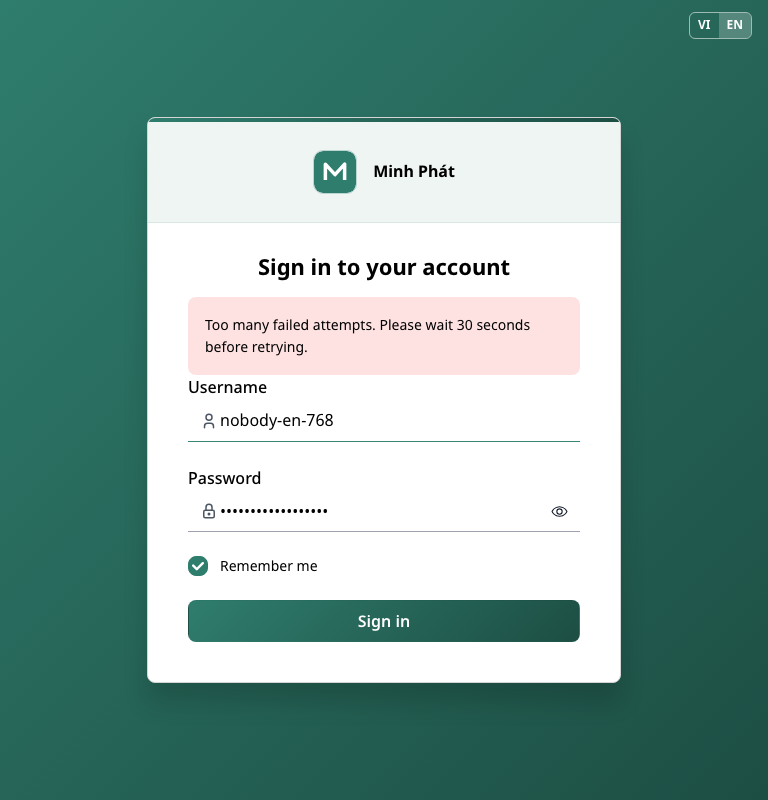 VI EN
Minh Phát
Sign in to your account
Too many failed attempts. Please wait 30 seconds
before retrying.
Username
nobody-en-768
Password
••••••••••••••••••
Remember me
Sign in